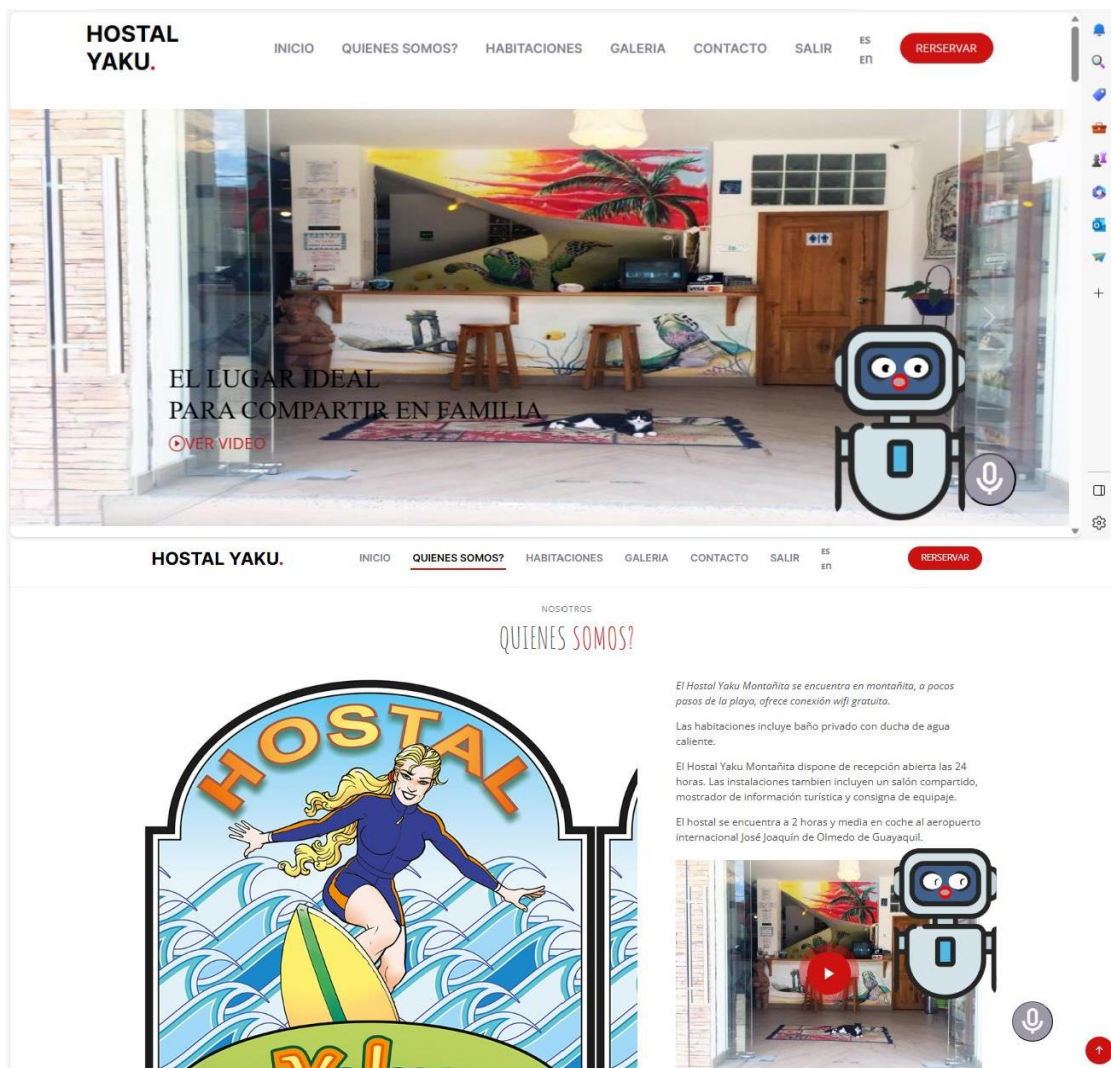 HOSTAL
YAKU.
INICIO QUIENES SOMOS? HABITACIONES GALERIA CONTACTO SALIR
ES
En
RERSERVAR
VISA
EL LUGAR IDEAL
PARA COMPARTIR EN FAMILIA
VER VIDEO
HOSTAL YAKU.
INICIO QUIENES SOMOS? HABITACIONES GALERIA CONTACTO SALIR
ES
En
RERSERVAR
NOSOTROS
QUIENES SOMOS?
HOSTAL
El Hostal Yaku Montañita se encuentra en montañita, a pocos
pasos de la playa, ofrece conexión wifi gratuita.
Las habitaciones incluye baño privado con ducha de agua
caliente.
El Hostal Yaku Montañita dispone de recepción abierta las 24
horas. Las instalaciones tambien incluyen un salón compartido,
mostrador de información turística y consigna de equipaje.
El hostal se encuentra a 2 horas y media en coche al aeropuerto
internacional José Joaquín de Olmedo de Guayaquil.